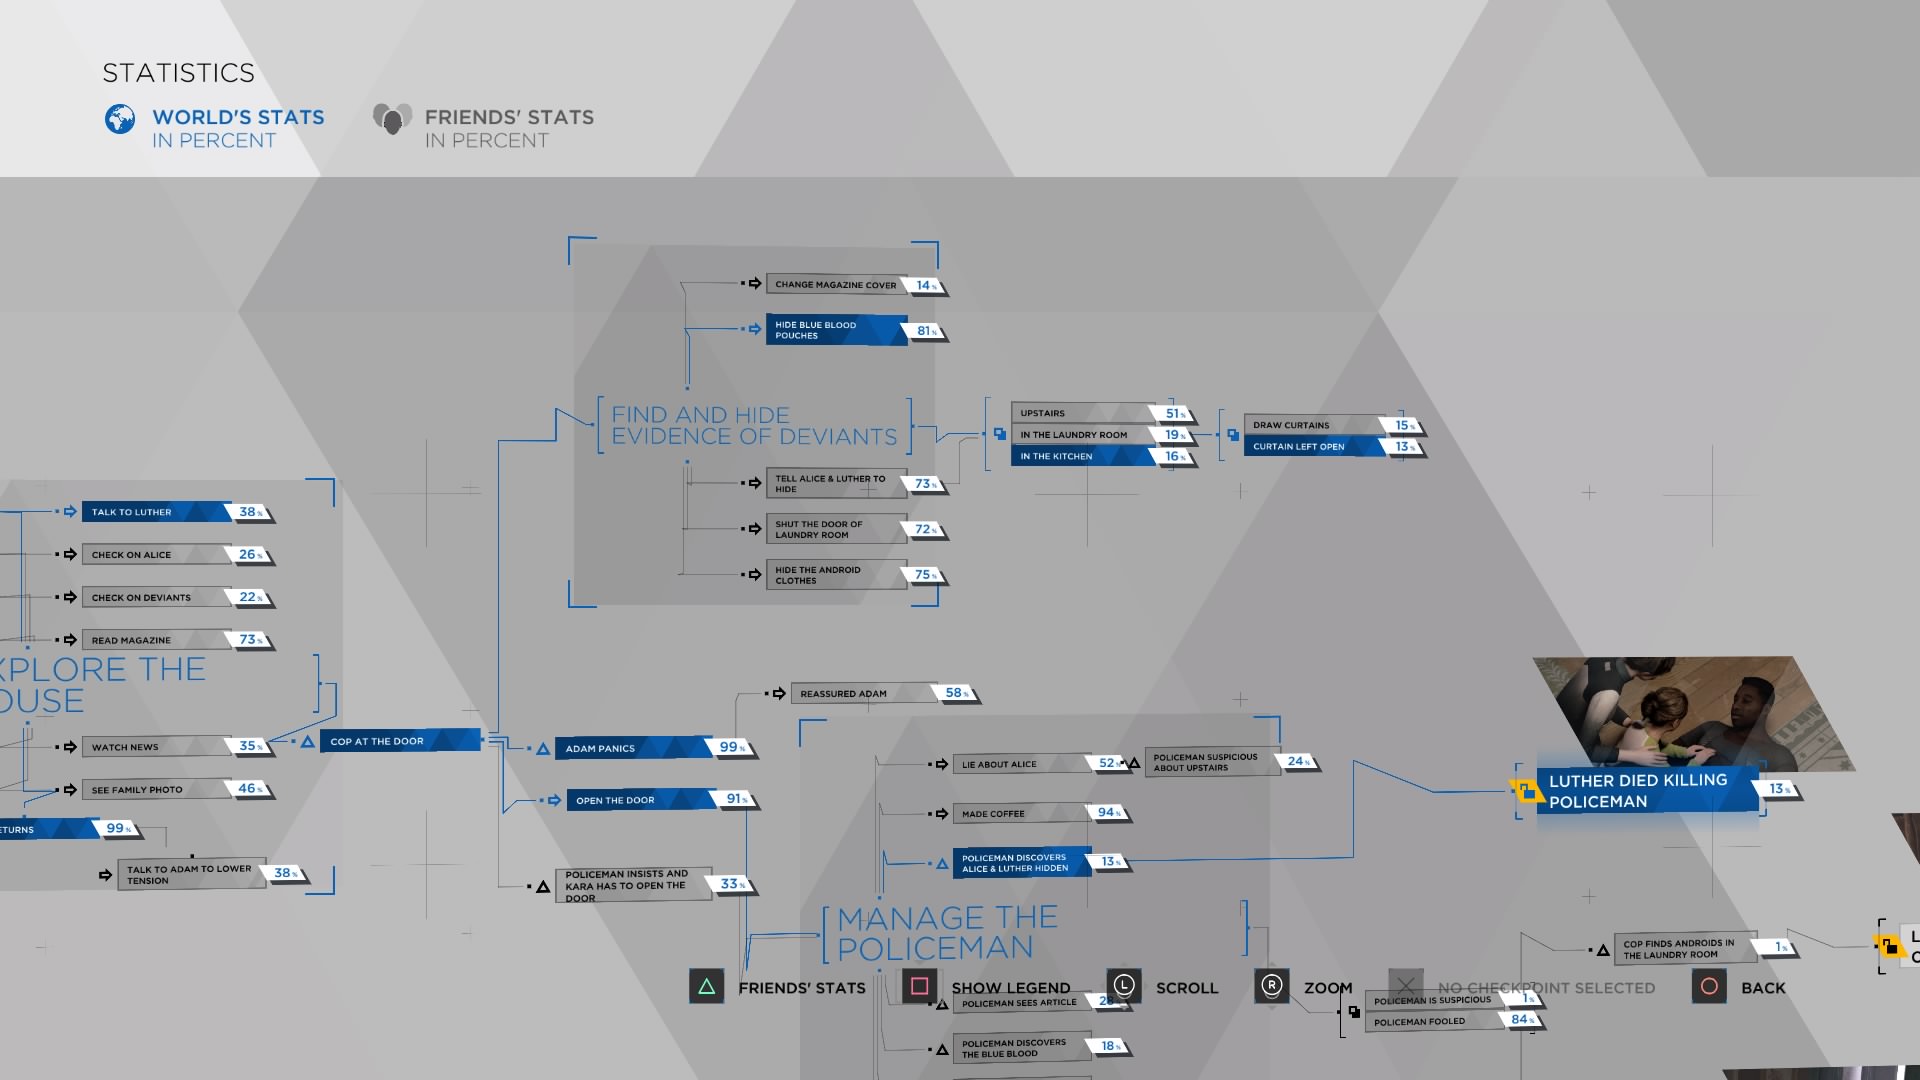 STATISTICS
WORLD'S STATS
IN PERCENT
FRIENDS' STATS
IN PERCENT
CHANGE MAGAZINE COVER 14%
HIDE BLUE BLOOD
POUCHES 81%
FIND AND HIDE
EVIDENCE OF DEVIANTS
UPSTAIRS 51%
IN THE LAUNDRY ROOM 19%
IN THE KITCHEN 16%
DRAW CURTAINS 15%
CURTAIN LEFT OPEN 13%
TELL ALICE & LUTHER TO
HIDE 73%
SHUT THE DOOR OF
LAUNDRY ROOM 72%
HIDE THE ANDROID
CLOTHES 75%
TALK TO LUTHER 38%
CHECK ON ALICE 26%
CHECK ON DEVIANTS 22%
READ MAGAZINE 73%
XPLORE THE
OUSE
WATCH NEWS 35%
SEE FAMILY PHOTO 46%
ETURNS 99%
TALK TO ADAM TO LOWER
TENSION 38%
COP AT THE DOOR
REASSURED ADAM 58%
ADAM PANICS 99%
OPEN THE DOOR 91%
POLICEMAN INSISTS AND
KARA HAS TO OPEN THE
DOOR 33%
LIE ABOUT ALICE 52%
POLICEMAN SUSPICIOUS
ABOUT UPSTAIRS 24%
MADE COFFEE 94%
POLICEMAN DISCOVERS
ALICE & LUTHER HIDDEN 13%
MANAGE THE
POLICEMAN
LUTHER DIED KILLING
POLICEMAN 13%
COP FINDS ANDROIDS IN
THE LAUNDRY ROOM 1%
L
C
POLICEMAN SEES ARTICLE
POLICEMAN DISCOVERS
THE BLUE BLOOD 18%
POLICEMAN IS SUSPICIOUS 1%
POLICEMAN FOOLED 84%
FRIENDS' STATS
SHOW LEGEND
L SCROLL
R ZOOM
NO CHECKPOINT SELECTED
BACK